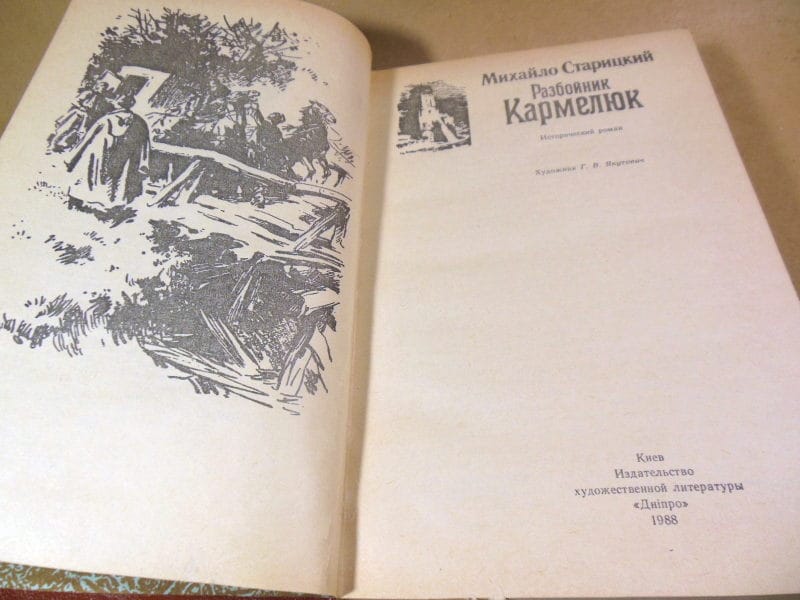 Михайло Старицкий
Разбойник
Кармелюк
Исторический роман
Художник Г. В. Якутович
Киев
Издательство
художественной литературы
«Дніпро»
1988